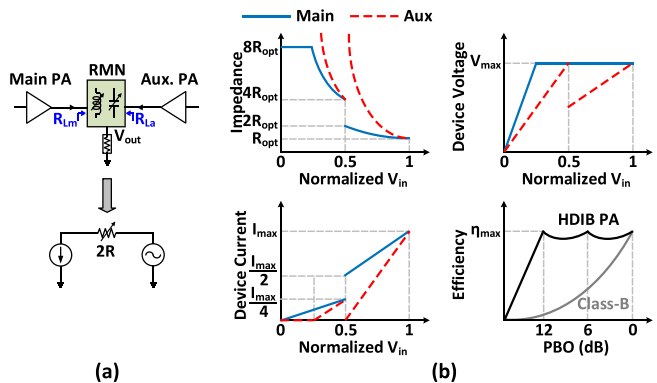 Main PA
RMN
Aux. PA
R_Lm
R_La
V_out
2R
(a)
Main
Aux
Impedance
8R_opt
4R_opt
2R_opt
R_opt
0
0.5
1
Normalized V_in
Device Voltage
V_max
0
0.5
1
Normalized V_in
Device Current
I_max
I_max
2
I_max
4
0
0.5
1
Normalized V_in
Efficiency
η_max
HDIB PA
Class-B
12
6
0
PBO (dB)
(b)